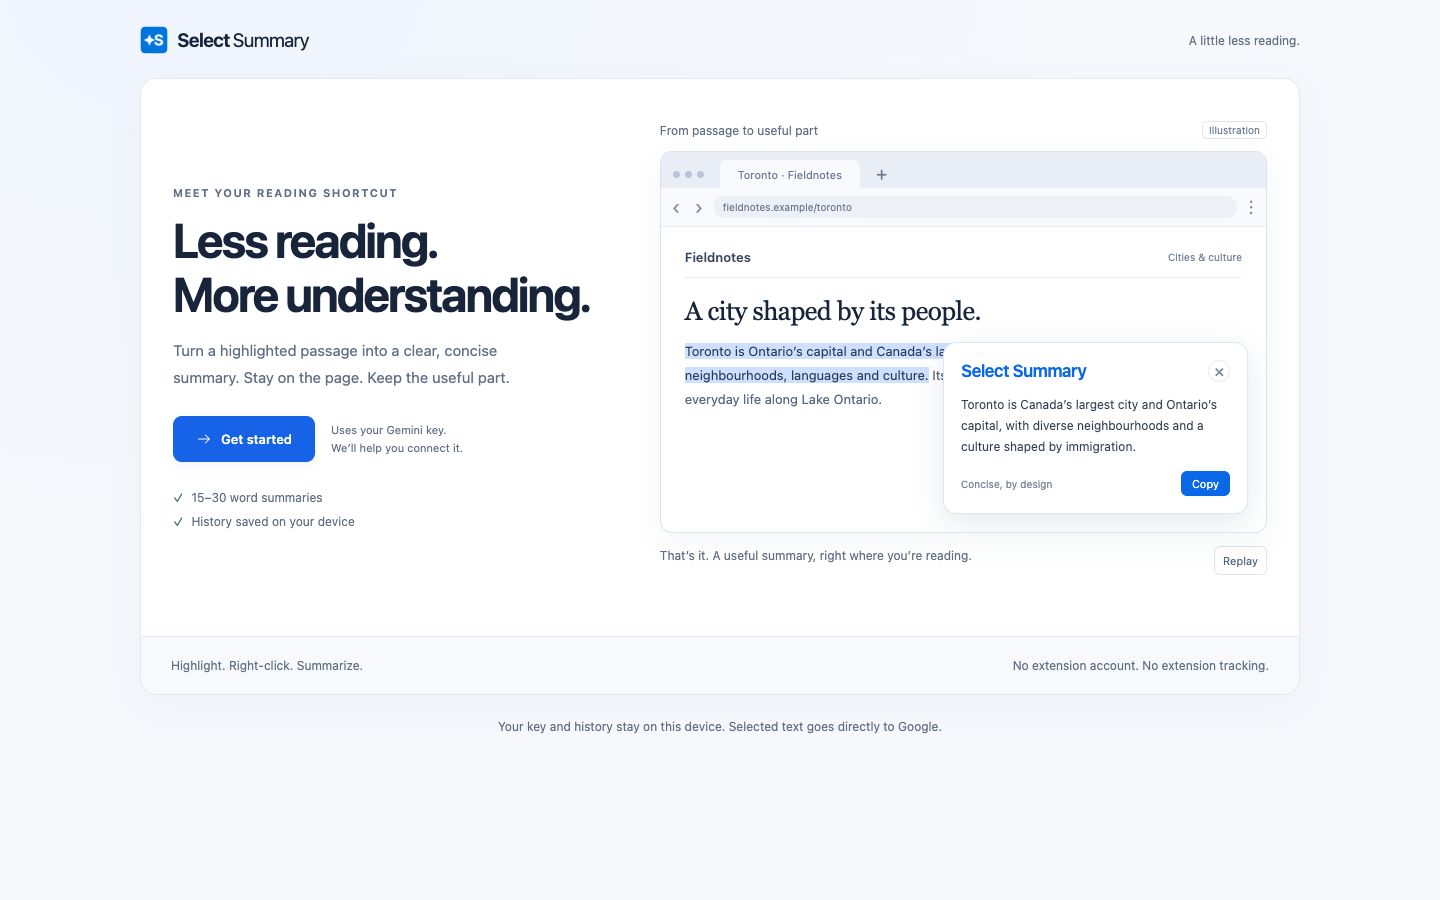 Select Summary
A little less reading.
MEET YOUR READING SHORTCUT
Less reading.
More understanding.
Turn a highlighted passage into a clear, concise
summary. Stay on the page. Keep the useful part.
Get started
Uses your Gemini key.
We’ll help you connect it.
15–30 word summaries
History saved on your device
From passage to useful part
Illustration
Toronto · Fieldnotes
fieldnotes.example/toronto
Fieldnotes
Cities & culture
A city shaped by its people.
Toronto is Ontario’s capital and Canada’s
neighbourhoods, languages and culture. Its
everyday life along Lake Ontario.
Select Summary
Toronto is Canada’s largest city and Ontario’s
capital, with diverse neighbourhoods and a
culture shaped by immigration.
Concise, by design
Copy
That’s it. A useful summary, right where you’re reading.
Replay
Highlight. Right-click. Summarize.
No extension account. No extension tracking.
Your key and history stay on this device. Selected text goes directly to Google.